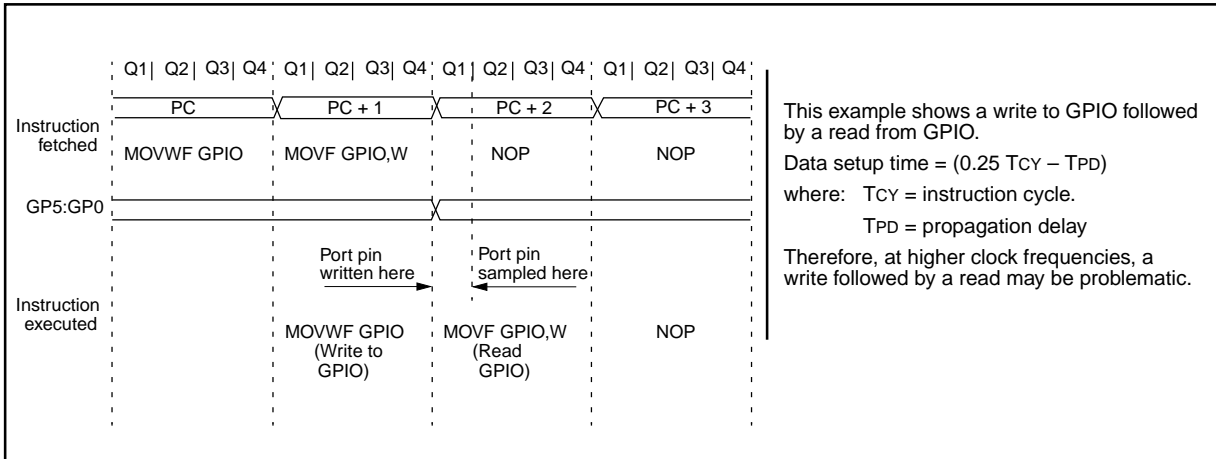 Q1| Q2| Q3| Q4 Q1| Q2| Q3| Q4 Q1| Q2| Q3| Q4 Q1| Q2| Q3| Q4
PC PC + 1 PC + 2 PC + 3
Instruction
fetched
MOVWF GPIO MOVF GPIO,W NOP NOP
GP5:GP0
Port pin
written here
Port pin
sampled here
Instruction
executed
MOVWF GPIO
(Write to
GPIO)
MOVF GPIO,W
(Read
GPIO)
NOP
This example shows a write to GPIO followed
by a read from GPIO.
Data setup time = (0.25 TCY – TPD)
where: TCY = instruction cycle.
TPD = propagation delay
Therefore, at higher clock frequencies, a
write followed by a read may be problematic.